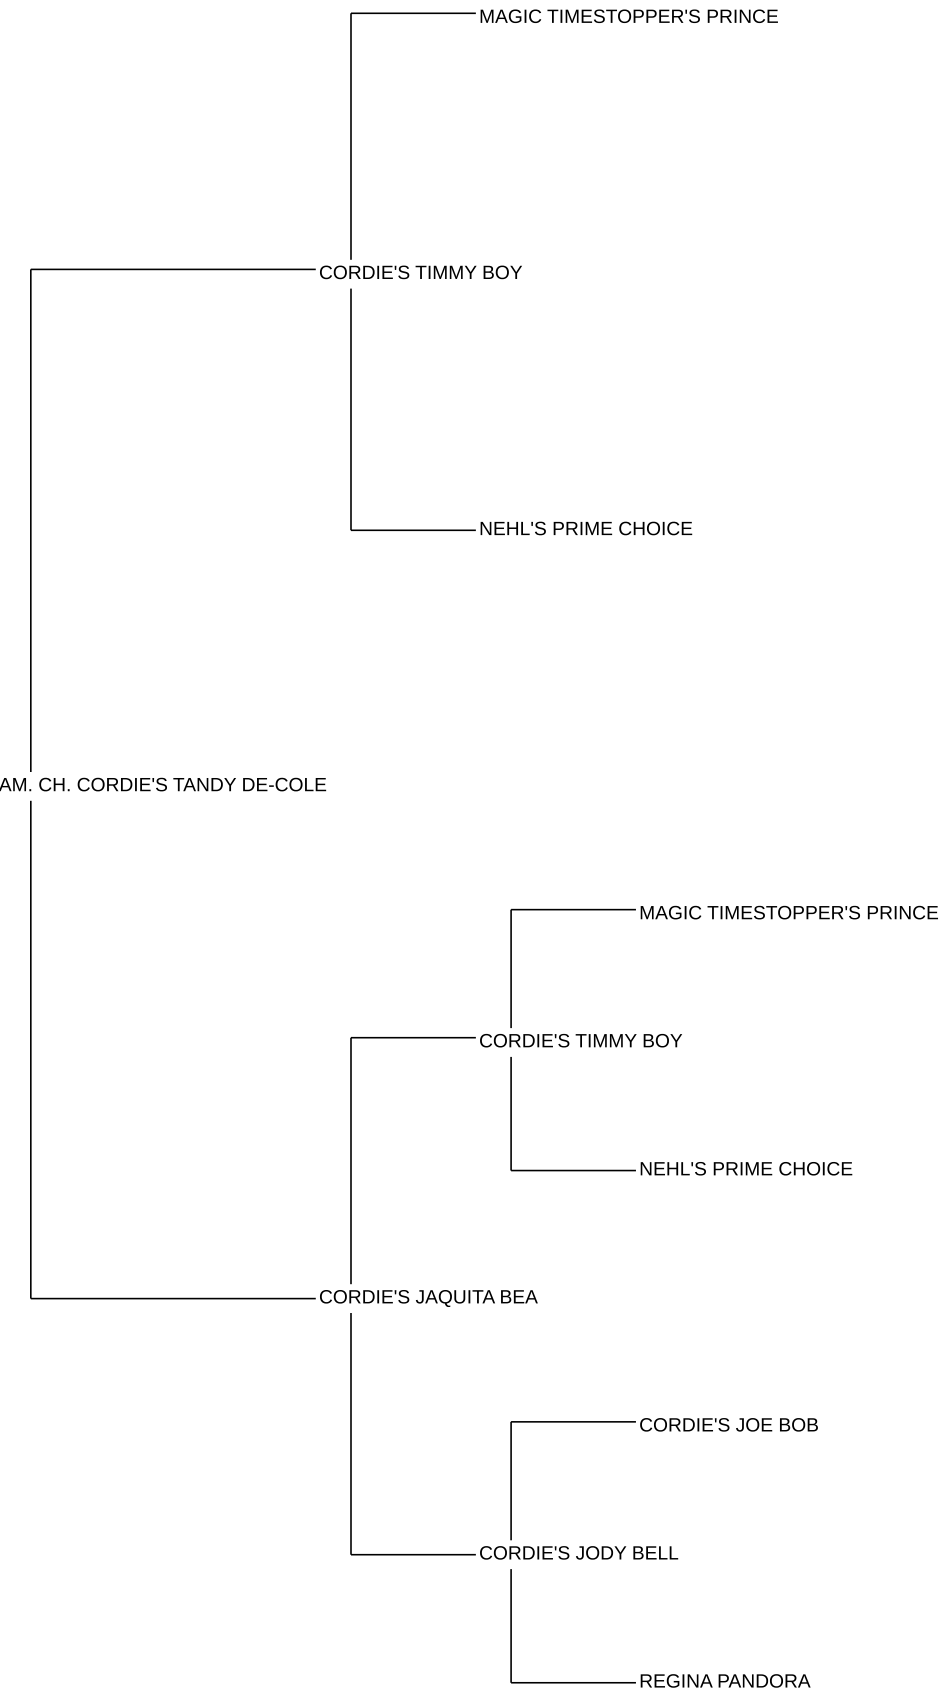 MAGIC TIMESTOPPER'S PRINCE
CORDIE'S TIMMY BOY
NEHL'S PRIME CHOICE
AM. CH. CORDIE'S TANDY DE-COLE
MAGIC TIMESTOPPER'S PRINCE
CORDIE'S TIMMY BOY
NEHL'S PRIME CHOICE
CORDIE'S JAQUITA BEA
CORDIE'S JOE BOB
CORDIE'S JODY BELL
REGINA PANDORA